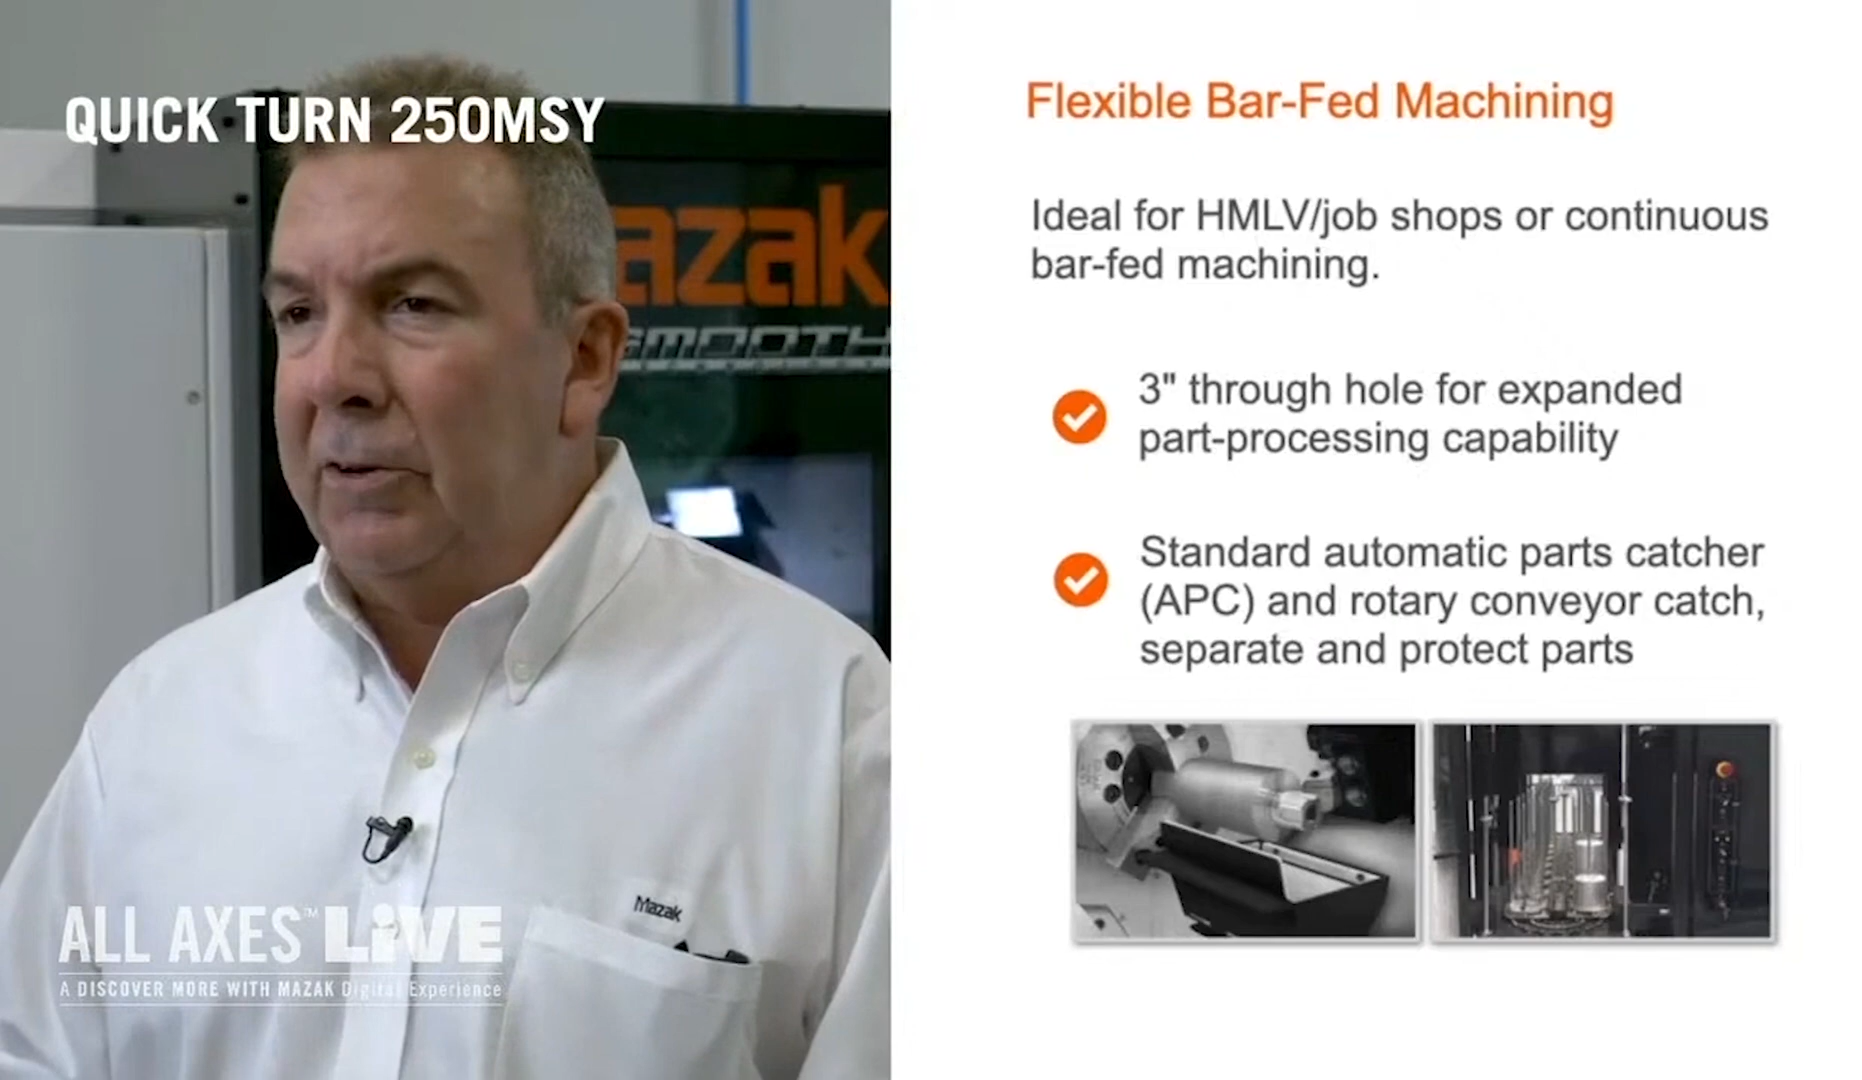 QUICK TURN 250MSY
azak
SMOOTH
Mazak
ALL AXES™ LiVE
A DISCOVER MORE WITH MAZAK Digital Experience
Flexible Bar-Fed Machining
Ideal for HMLV/job shops or continuous
bar-fed machining.
3" through hole for expanded
part-processing capability
Standard automatic parts catcher
(APC) and rotary conveyor catch,
separate and protect parts